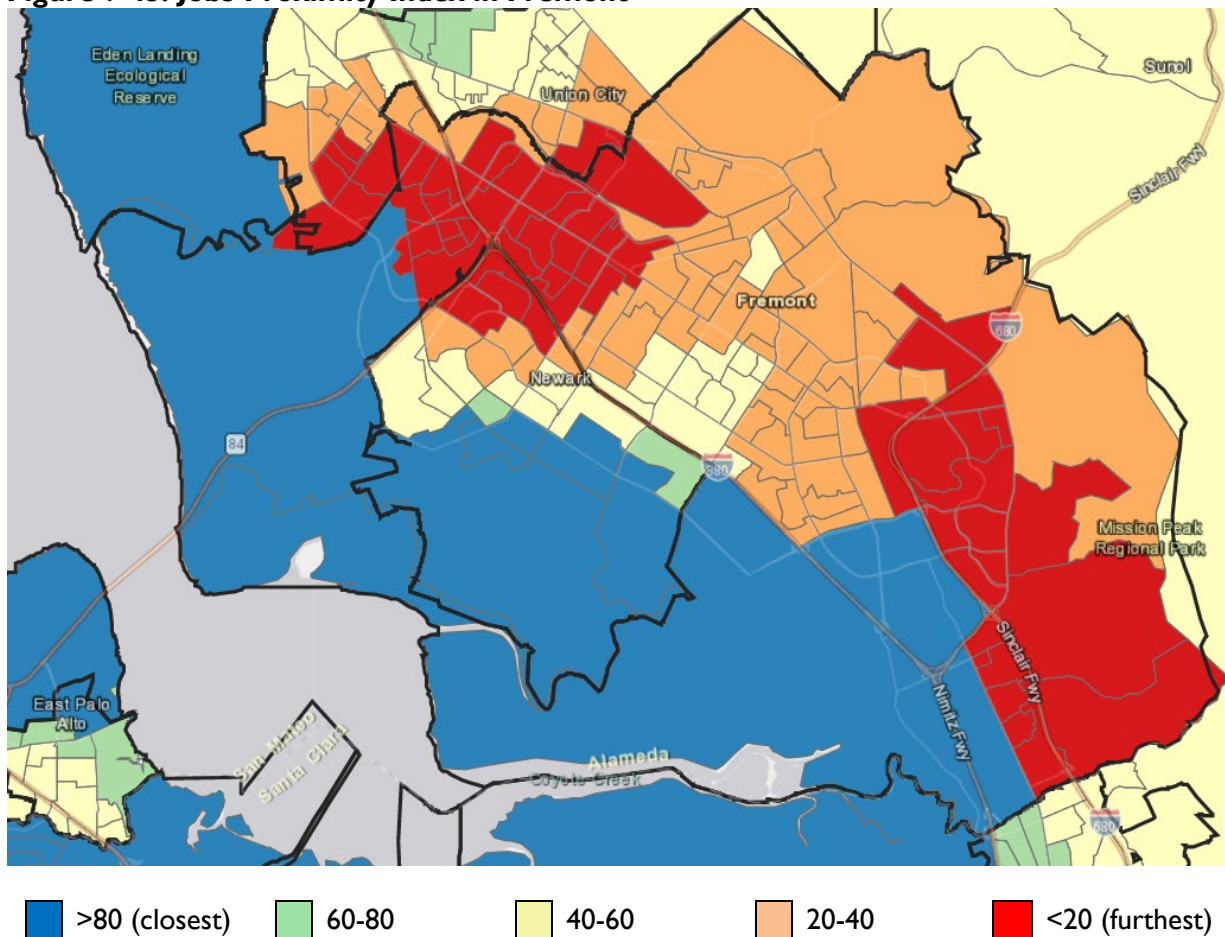 Eden Landing
Ecological
Reserve
Union City
Sunol
Sinclair Fwy
Fremont
680
Newark
84
880
Mission Peak
Regional Park
Sinclair Fwy
Nimitz Fwy
East Palo
Alto
San Mateo
Santa Clara
Alameda
Coyote Creek
680
>80 (closest)
60-80
40-60
20-40
<20 (furthest)